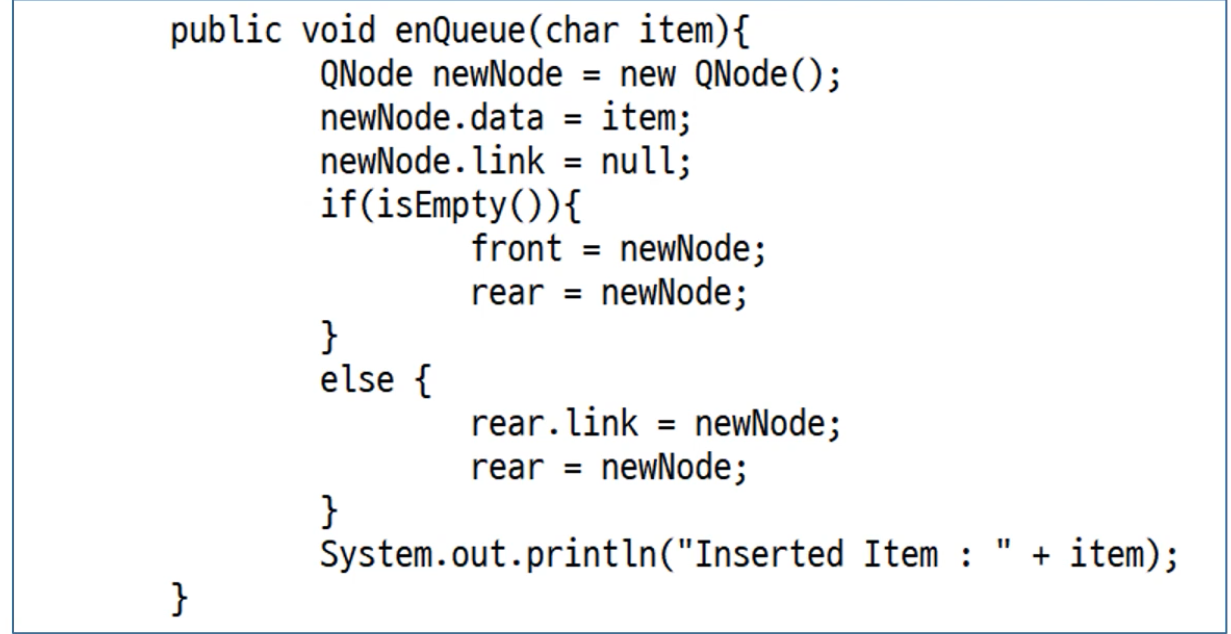 public void enQueue(char item){
QNode newNode = new QNode();
newNode.data = item;
newNode.link = null;
if(isEmpty()){
front = newNode;
rear = newNode;
}
else {
rear.link = newNode;
rear = newNode;
}
System.out.println("Inserted Item : " + item);
}